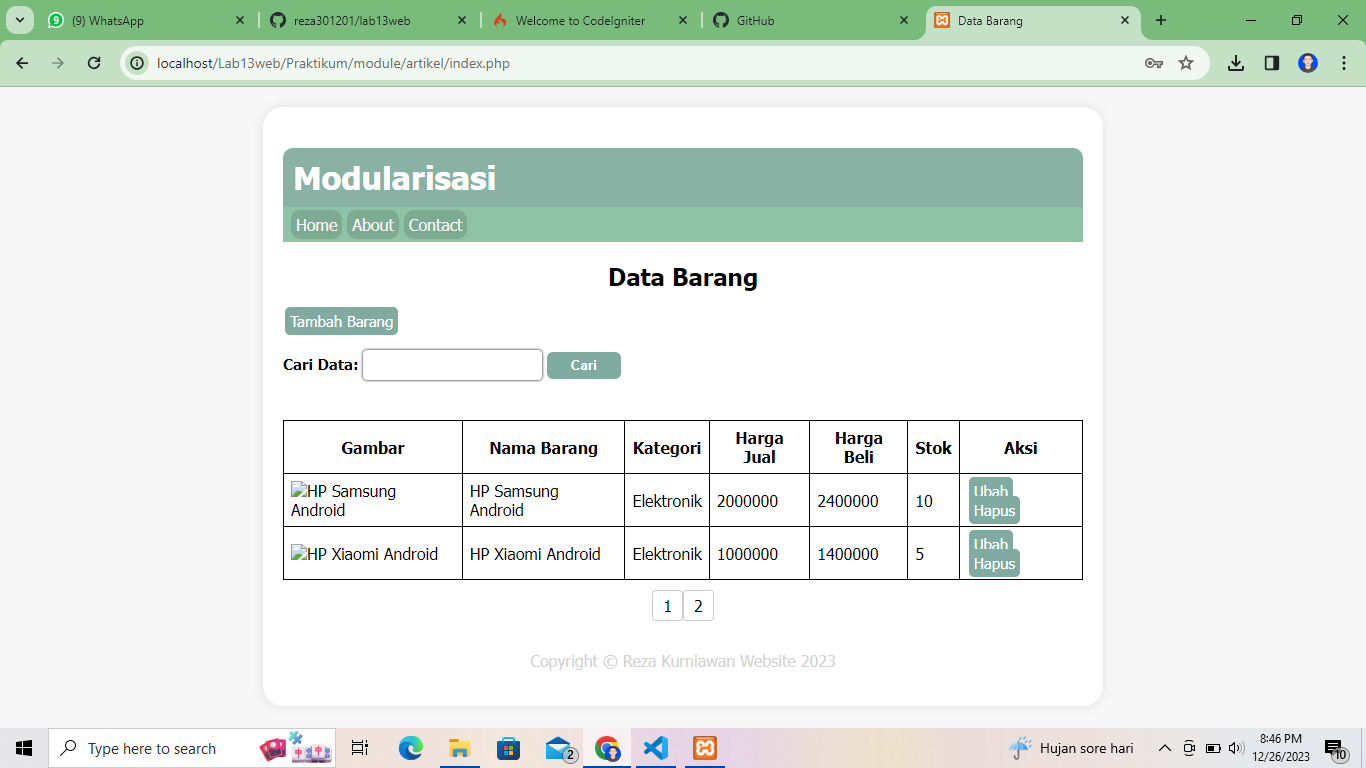 (9) WhatsApp
reza301201/lab13web
Welcome to CodeIgniter
GitHub
Data Barang
localhost/Lab13web/Praktikum/module/artikel/index.php
Modularisasi
Home About Contact
Data Barang
Tambah Barang
Cari Data: Cari
Gambar Nama Barang Kategori Harga Jual Harga Beli Stok Aksi
HP Samsung Android HP Samsung Android Elektronik 2000000 2400000 10 Ubah Hapus
HP Xiaomi Android HP Xiaomi Android Elektronik 1000000 1400000 5 Ubah Hapus
1 2
Copyright © Reza Kurniawan Website 2023
Type here to search
2
Hujan sore hari
8:46 PM
12/26/2023
10